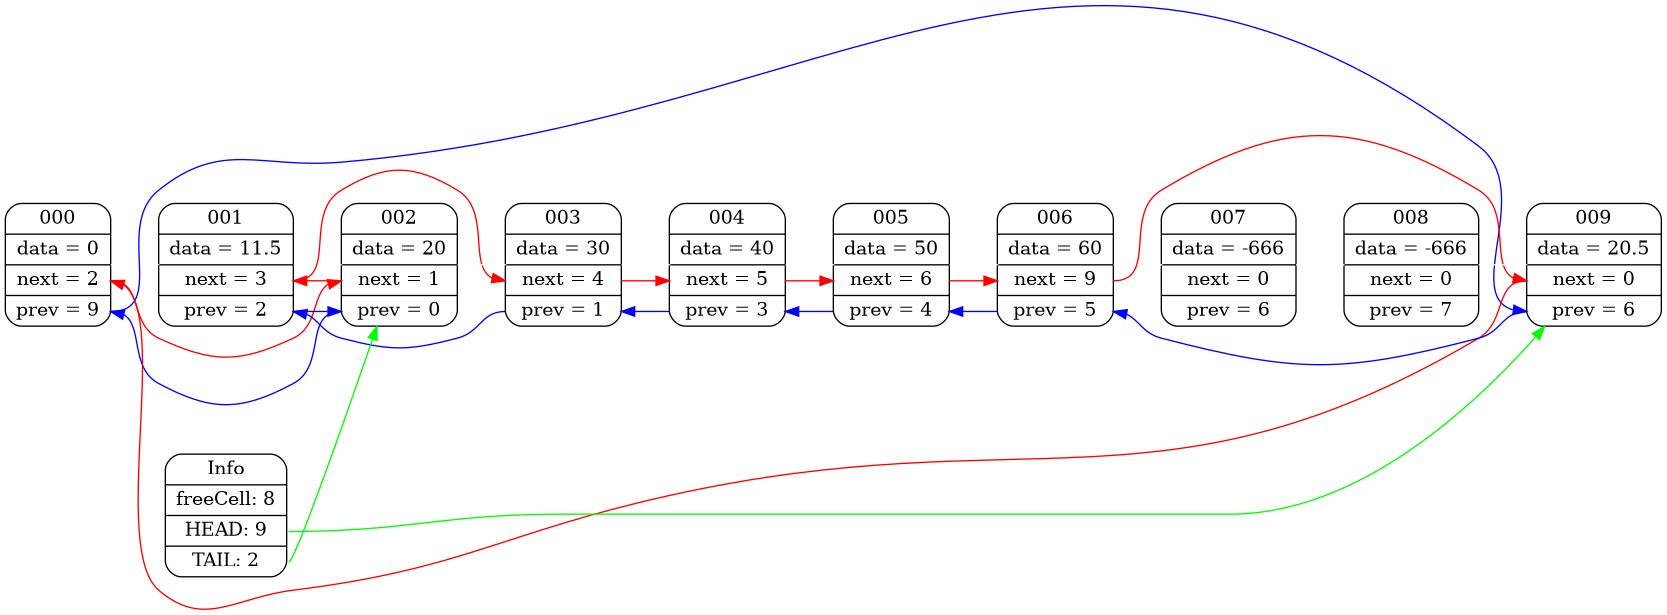 000
data = 0
next = 2
prev = 9
001
data = 11.5
next = 3
prev = 2
002
data = 20
next = 1
prev = 0
003
data = 30
next = 4
prev = 1
004
data = 40
next = 5
prev = 3
005
data = 50
next = 6
prev = 4
006
data = 60
next = 9
prev = 5
007
data = -666
next = 0
prev = 6
008
data = -666
next = 0
prev = 7
009
data = 20.5
next = 0
prev = 6
Info
freeCell: 8
HEAD: 9
TAIL: 2